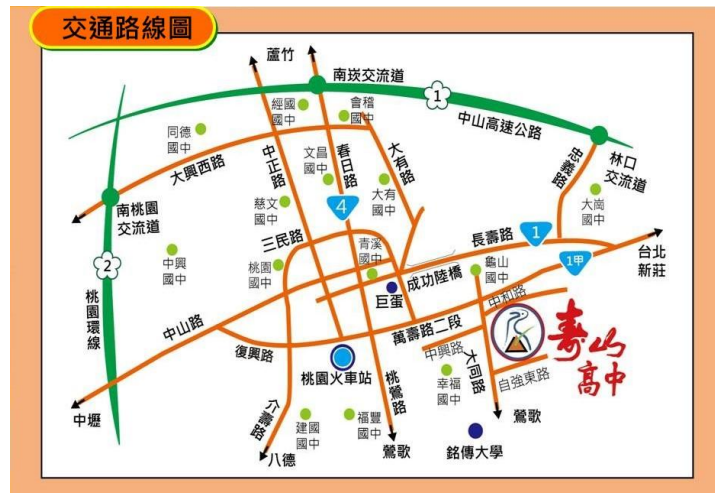 交通路線圖
蘆竹
南崁交流道
1
中山高速公路
經國
國中
會稽
國中
同德
國中
大興西路
中正路
文昌
國中
春日路
大有路
大有
國中
忠義路
林口
交流道
大崗
國中
南桃園
交流道
慈文
國中
4
三民路
青溪
國中
長壽路
1
台北
新莊
1甲
2
桃園環線
中興
國中
桃園
國中
成功陸橋
龜山
國中
巨蛋
中和路
中山路
復興路
萬壽路二段
中興路
大同路
壽山
高中
桃園火車站
桃鶯路
幸福
國中
自強東路
中壢
介壽路
建國
國中
福豐
國中
鶯歌
八德
鶯歌
銘傳大學